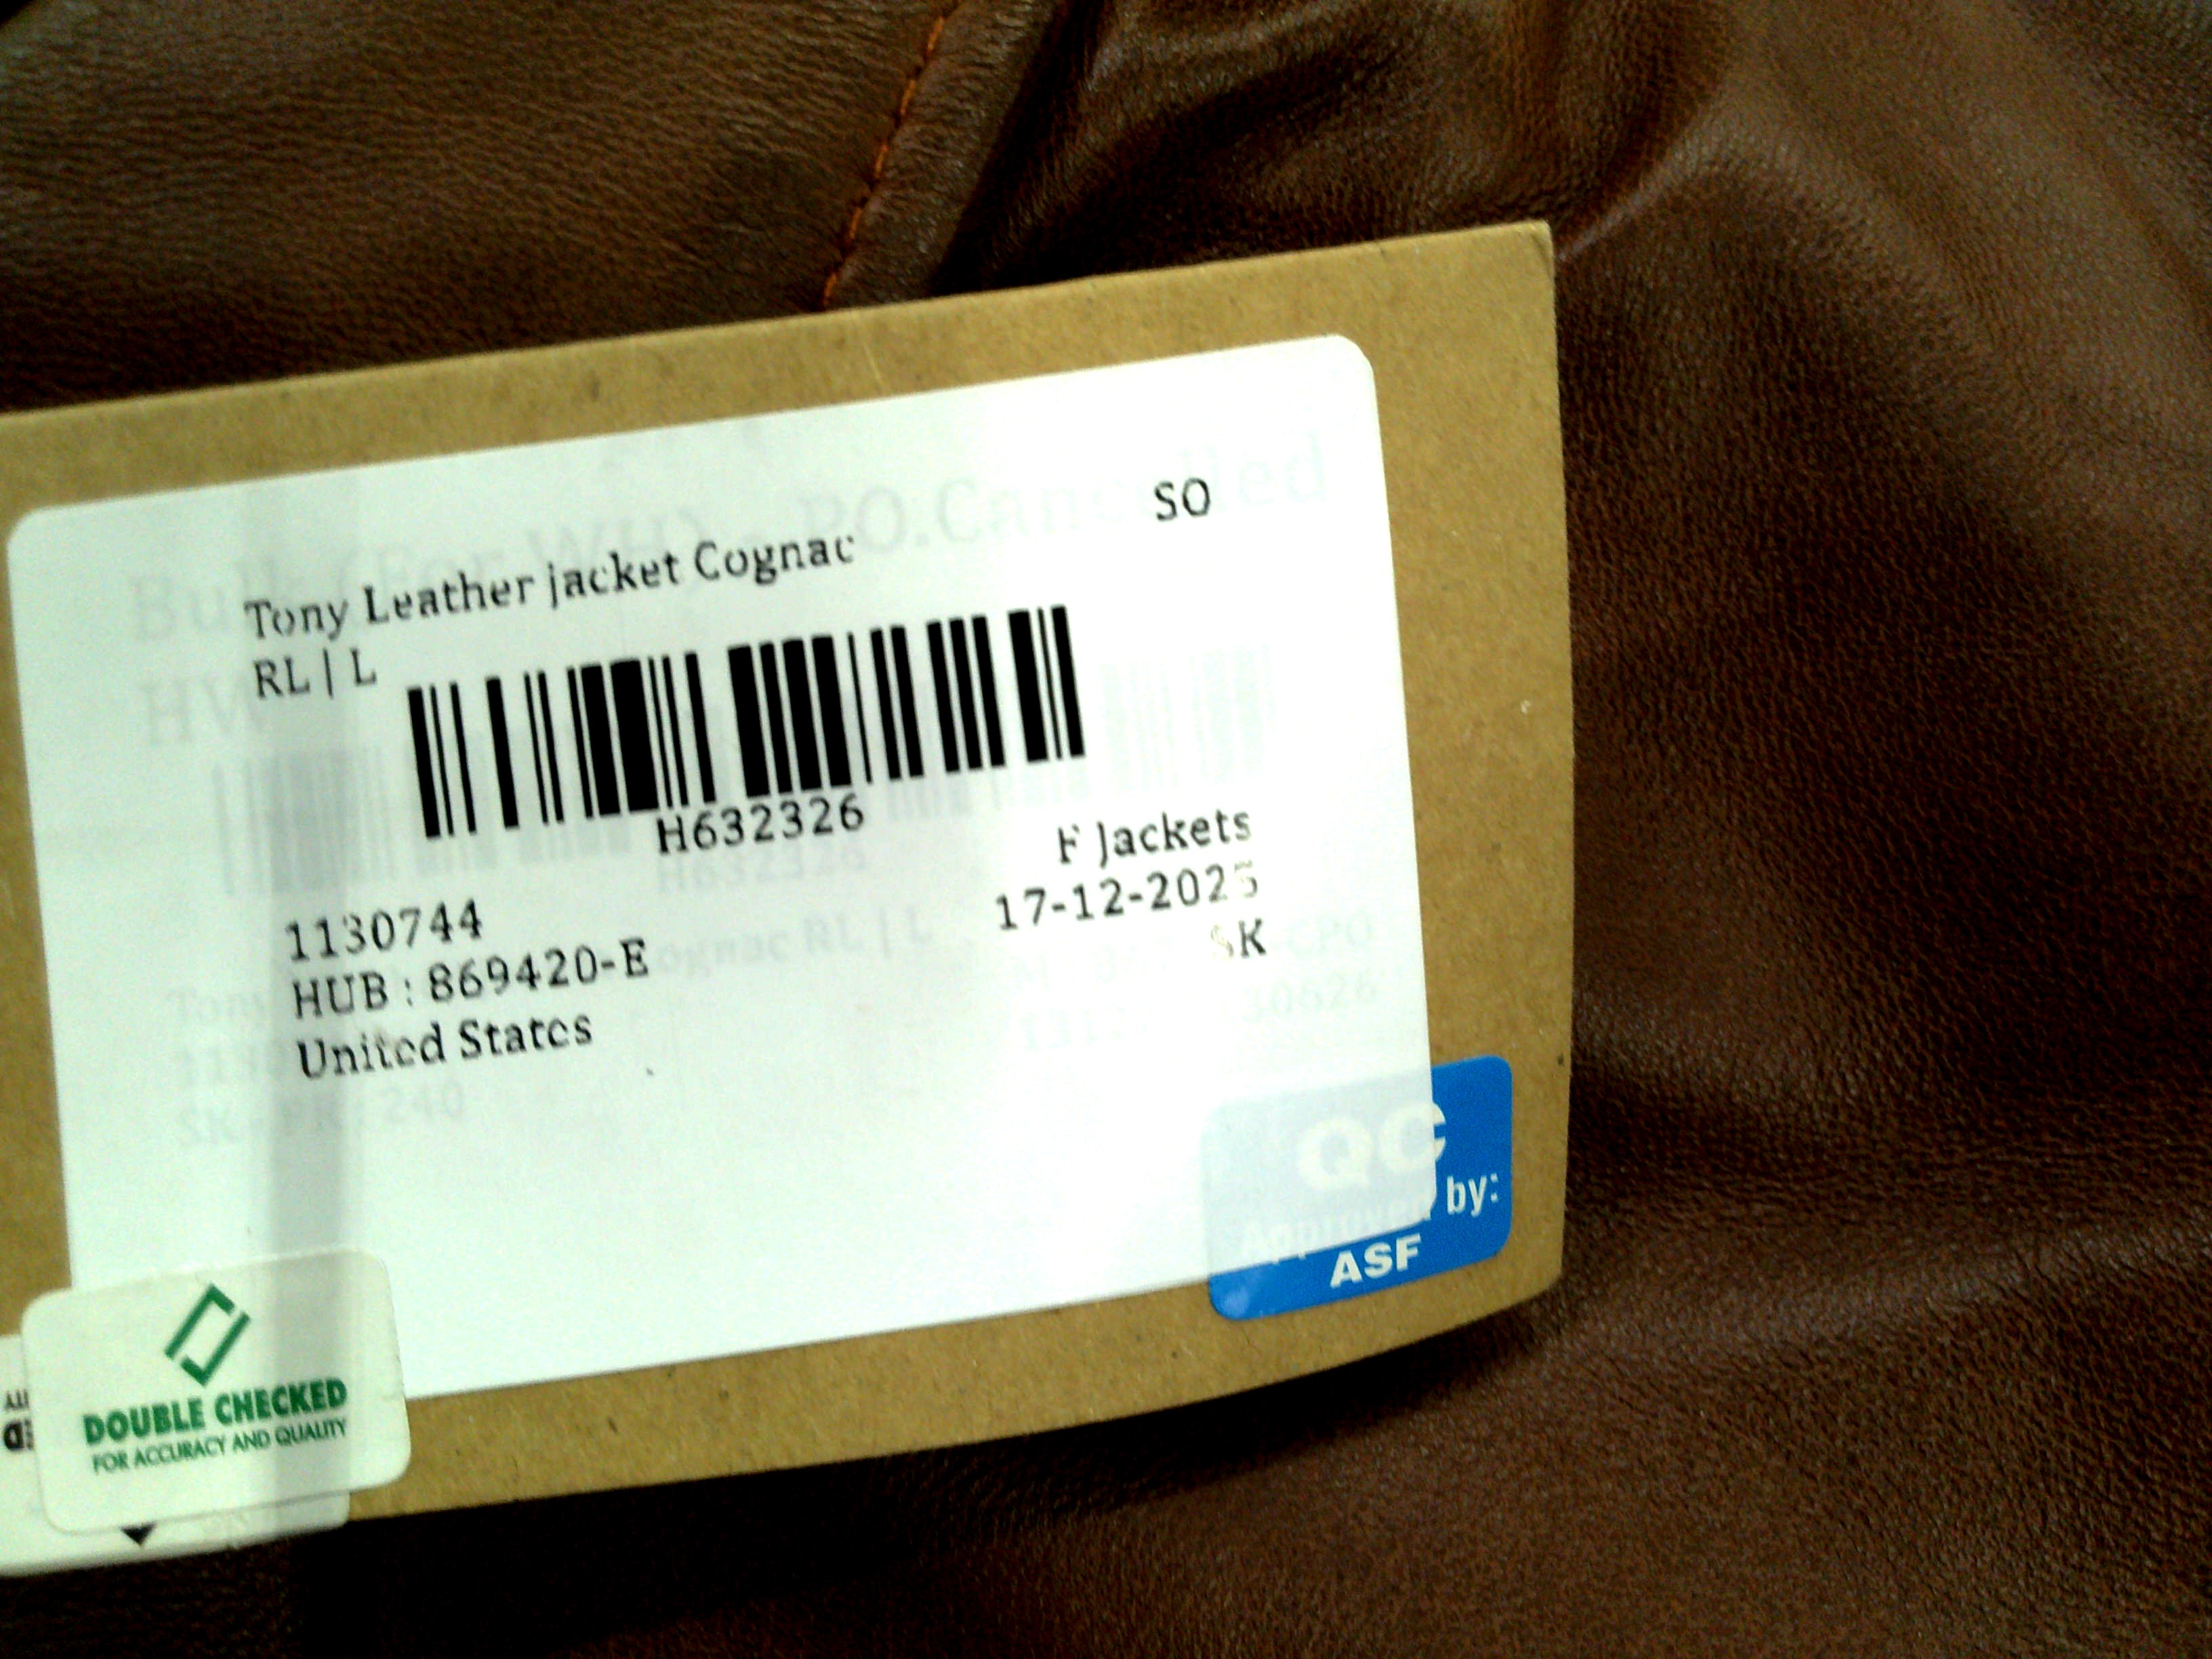 SO
Tony Leather jacket Cognac
RL | L
H632326
F Jackets
1130744
17-12-2025
HUB : 869420-E
SK
United States
QC
Approved by:
ASF
DOUBLE CHECKED
FOR ACCURACY AND QUALITY